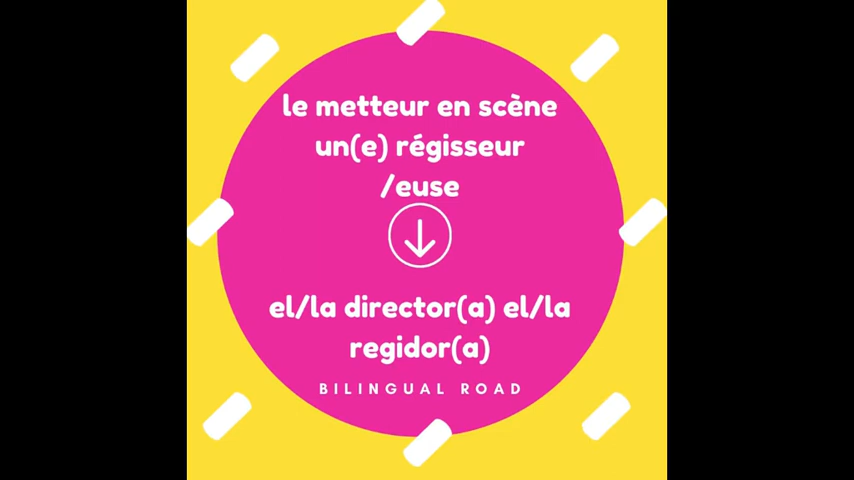 le metteur en scène
un(e) régisseur
/euse
el/la director(a) el/la
regidor(a)
BILINGUAL ROAD